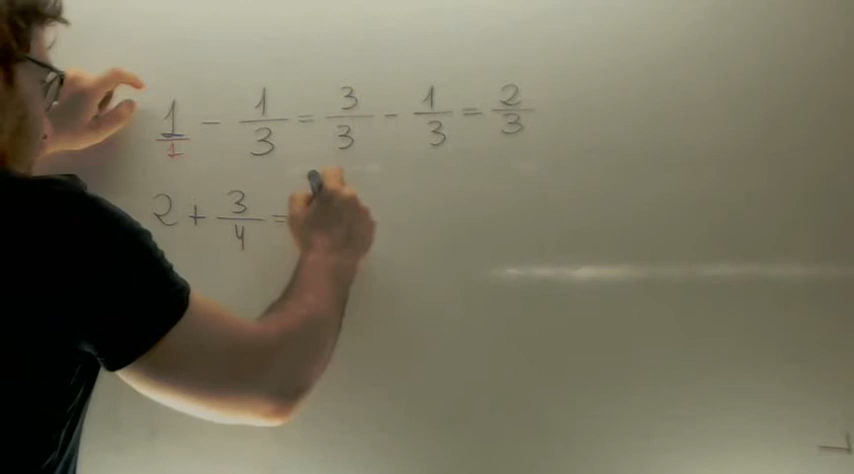 1/1 - 1/3 = 3/3 - 1/3 = 2/3
2 + 3/4 =